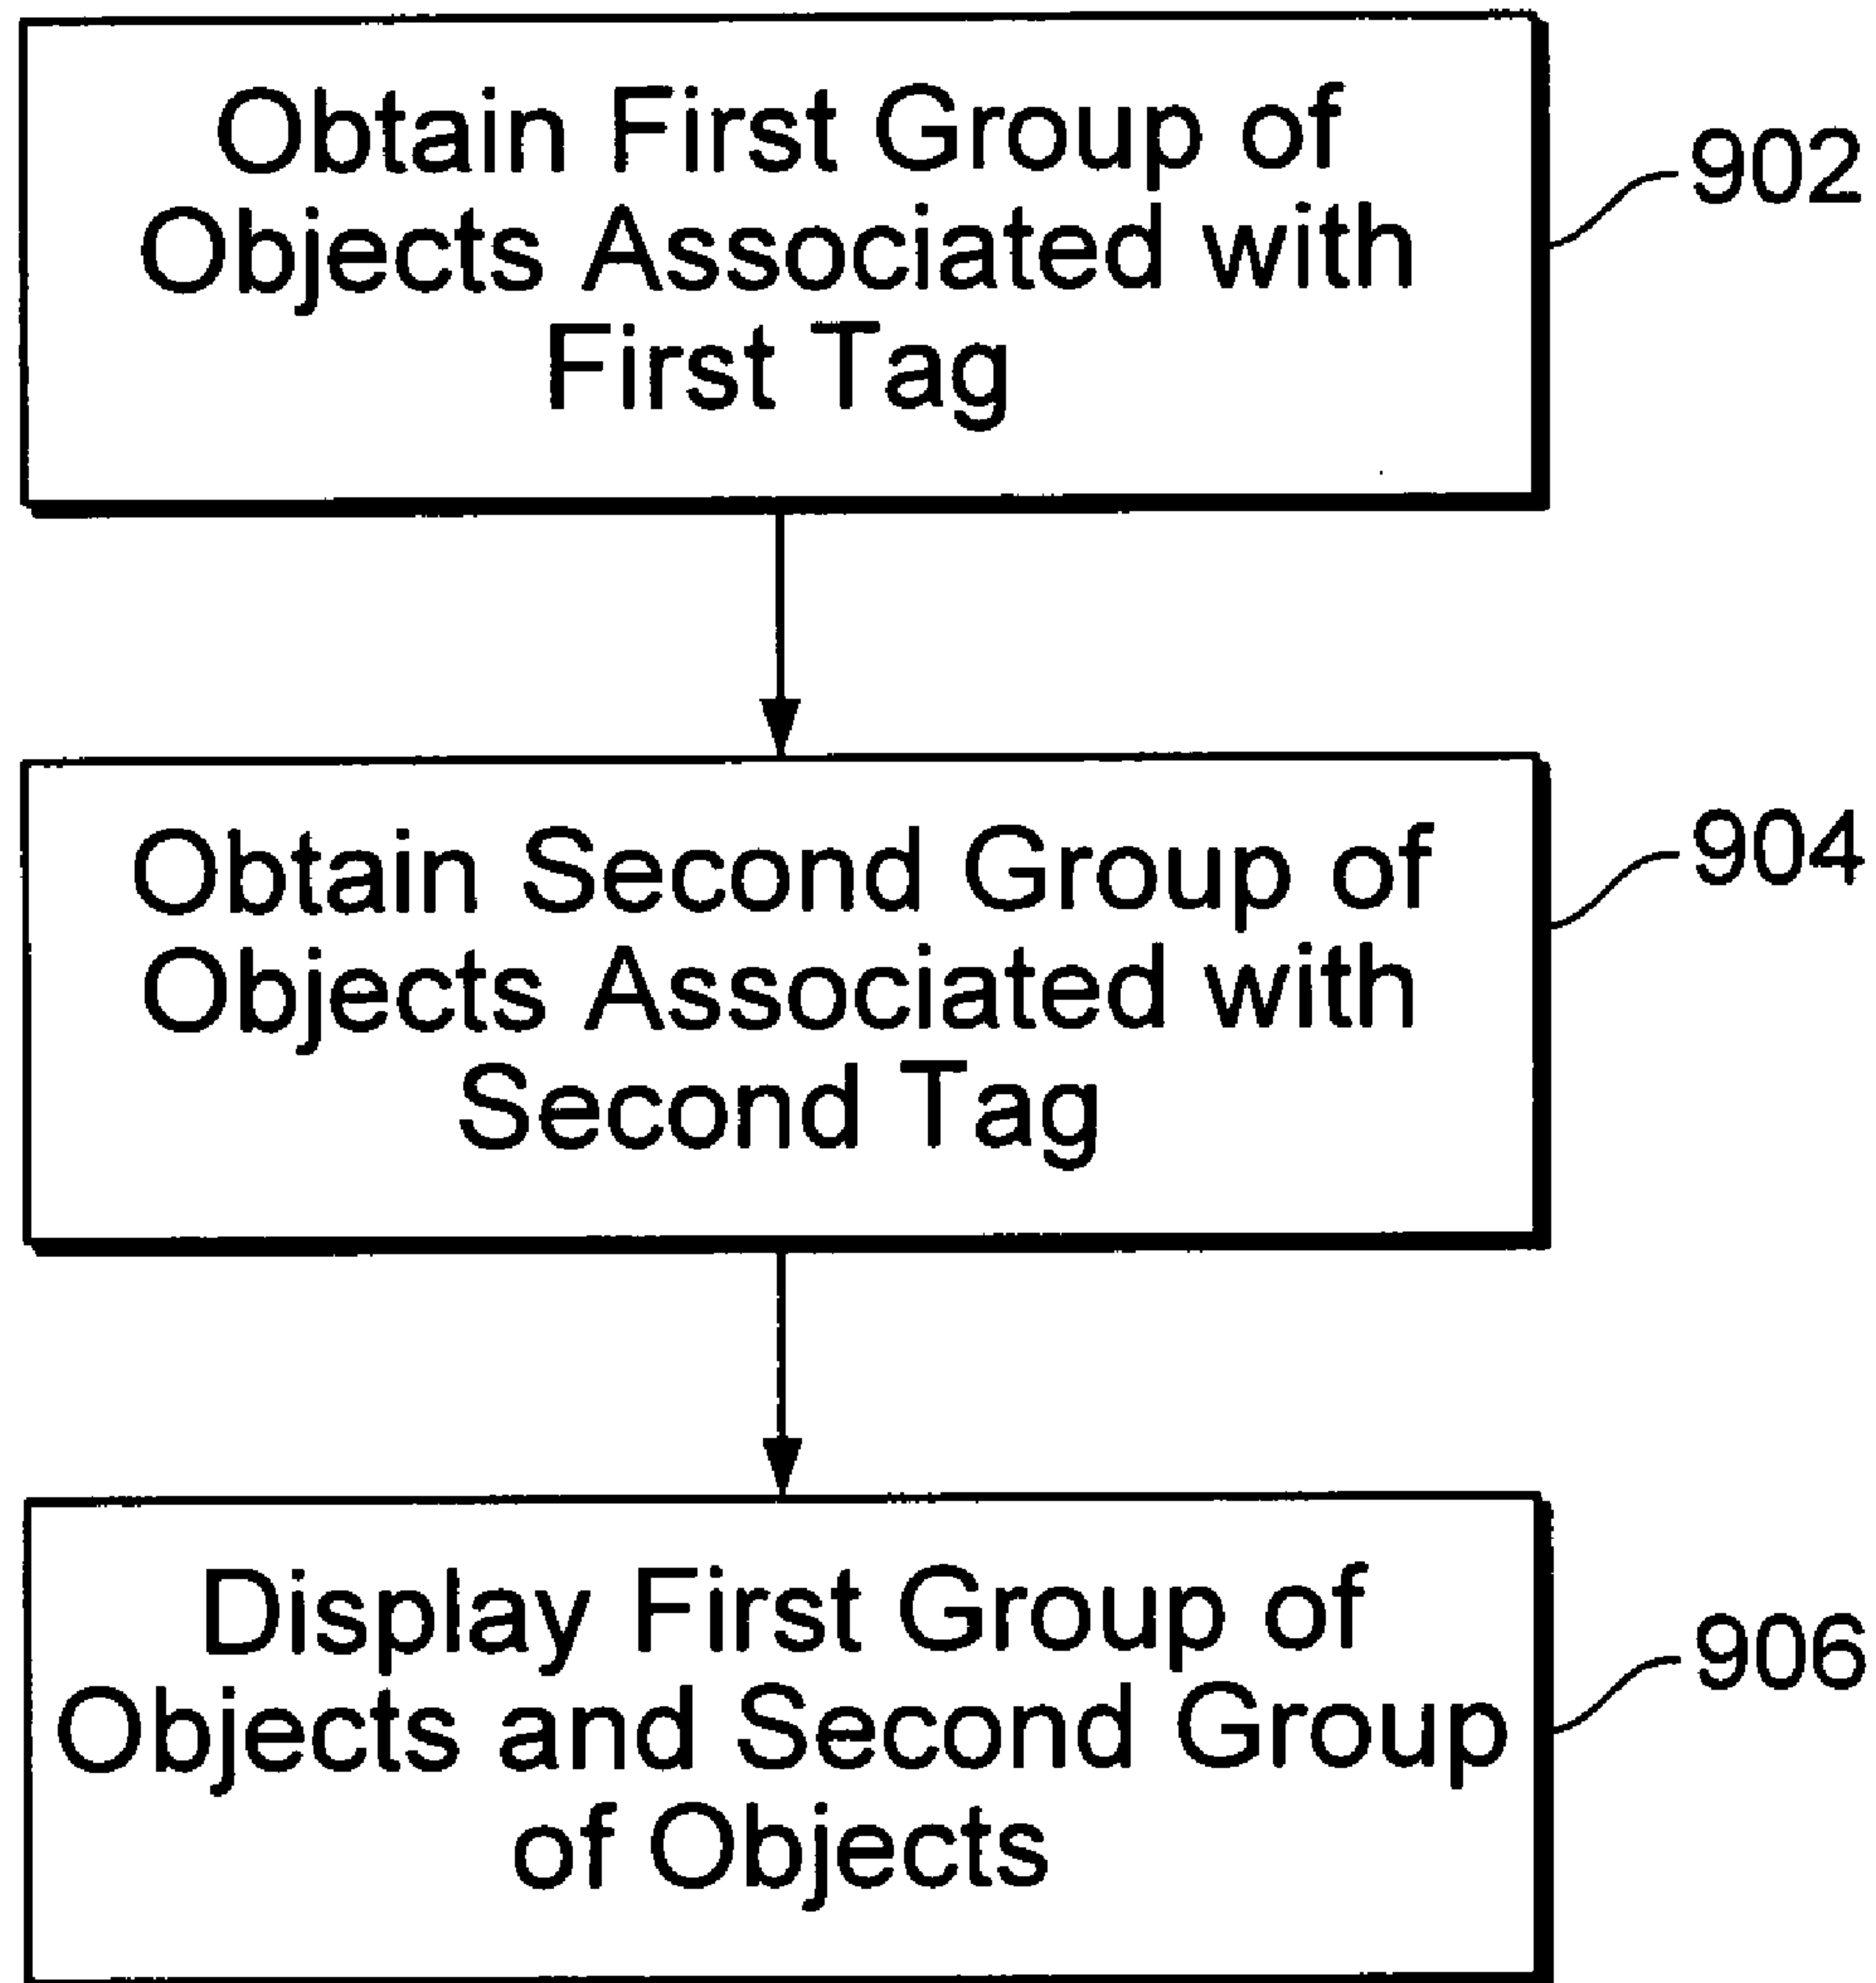 Obtain First Group of
Objects Associated with
First Tag
902
Obtain Second Group of
Objects Associated with
Second Tag
904
Display First Group of
Objects and Second Group
of Objects
906